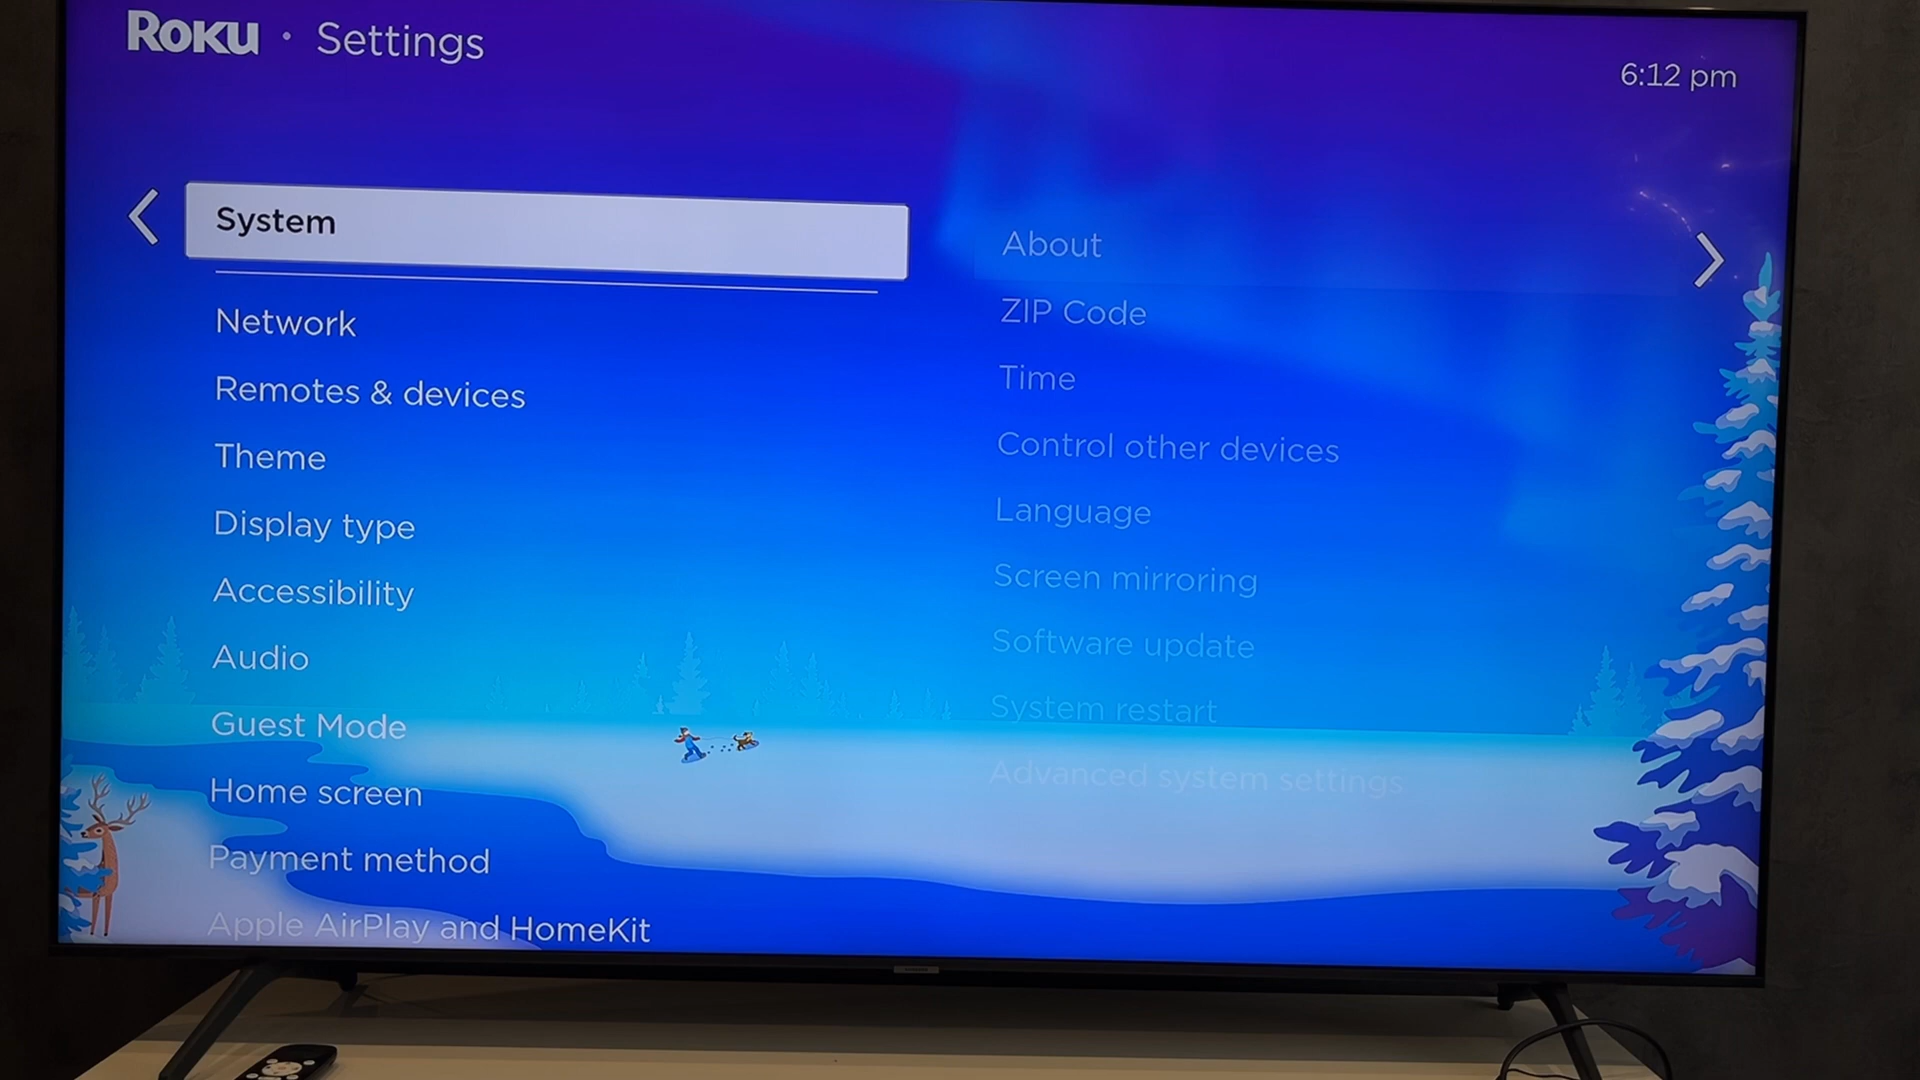 Roku · Settings
6:12 pm
System
Network
Remotes & devices
Theme
Display type
Accessibility
Audio
Guest Mode
Home screen
Payment method
Apple AirPlay and HomeKit
About
ZIP Code
Time
Control other devices
Language
Screen mirroring
Software update
System restart
Advanced system settings